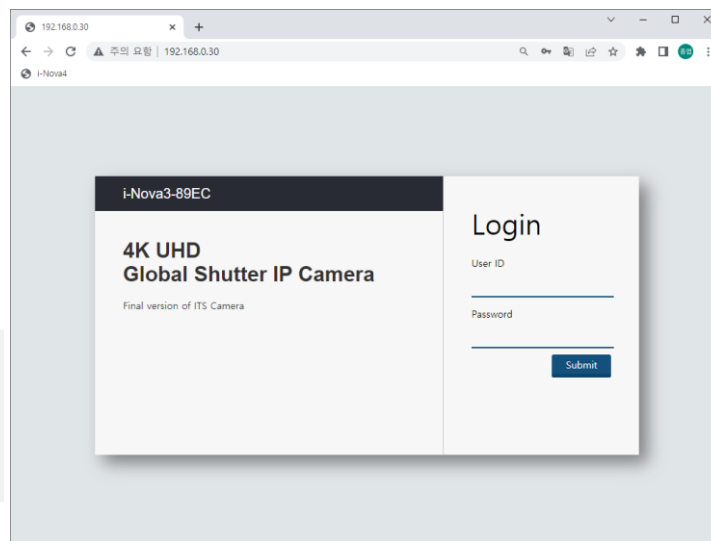 192.168.0.30
주의 요함 | 192.168.0.30
i-Nova4
i-Nova3-89EC
4K UHD
Global Shutter IP Camera
Final version of ITS Camera
Login
User ID
Password
Submit